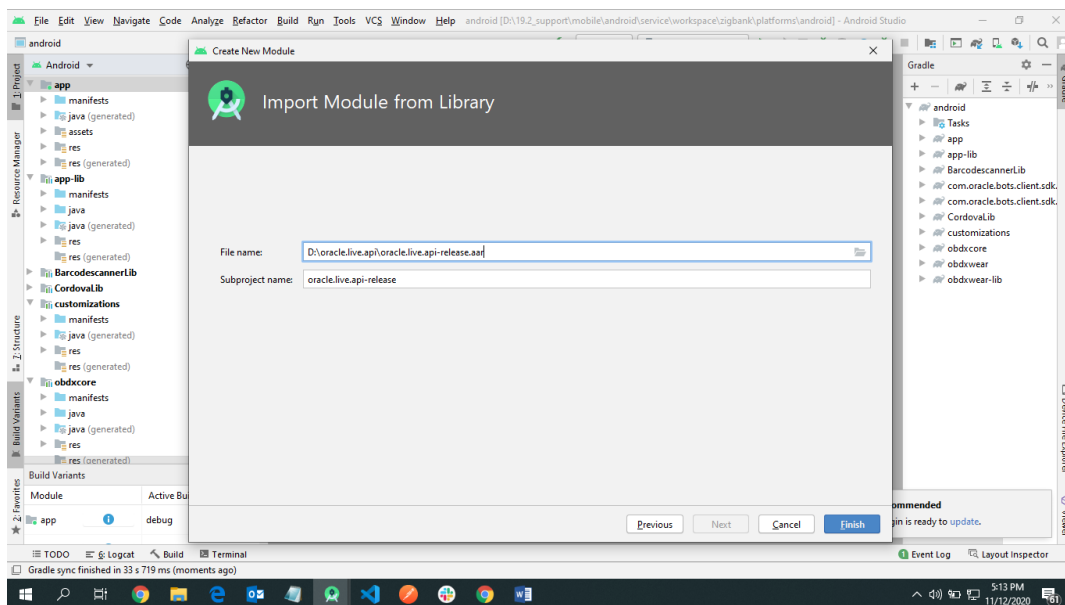 File Edit View Navigate Code Analyze Refactor Build Run Tools VCS Window Help android [D:\19.2_support\mobile\android\service\workspace\zigbank\platforms\android] - Android Studio
android
Create New Module
Import Module from Library
File name: D:\oracle.live.api\oracle.live.api-release.aar
Subproject name: oracle.live.api-release
Previous Next Cancel Finish
1: Project
Resource Manager
7: Structure
Build Variants
2: Favorites
Android
app
manifests
java (generated)
assets
res
res (generated)
app-lib
manifests
java
java (generated)
res
res (generated)
BarcodescannerLib
CordovaLib
customizations
manifests
java (generated)
res
res (generated)
obdxcore
manifests
java
java (generated)
res
res (generated)
Build Variants
Module Active Bu
app debug
Gradle
android
Tasks
app
app-lib
BarcodescannerLib
com.oracle.bots.client.sdk.
com.oracle.bots.client.sdk.
CordovaLib
customizations
obdxcore
obdxwear
obdxwear-lib
ommended
gin is ready to update.
TODO 6: Logcat Build Terminal Event Log Layout Inspector
Gradle sync finished in 33 s 719 ms (moments ago)
5:13 PM
11/12/2020
61